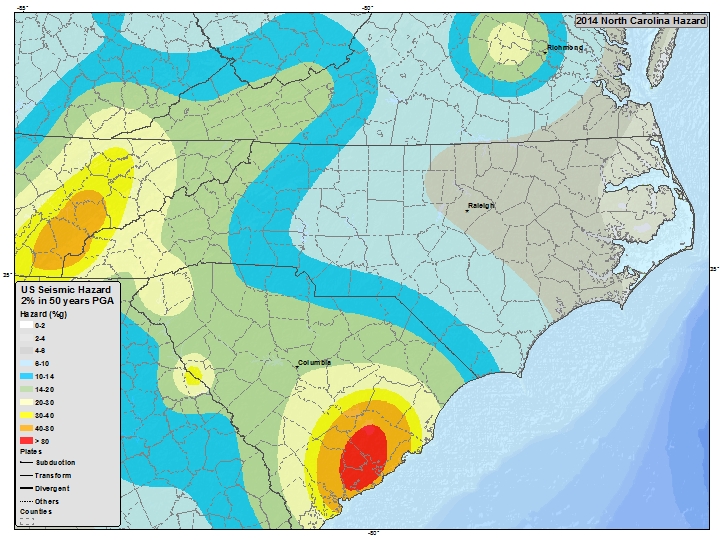 -85°
-80°
2014 North Carolina Hazard
Richmond
Raleigh
35°
35°
US Seismic Hazard
2% in 50 years PGA
Hazard (%g)
0-2
2-4
4-6
6-10
10-14
14-20
20-30
30-40
40-80
> 80
Plates
Subduction
Transform
Divergent
Others
Counties
Columbia
-80°